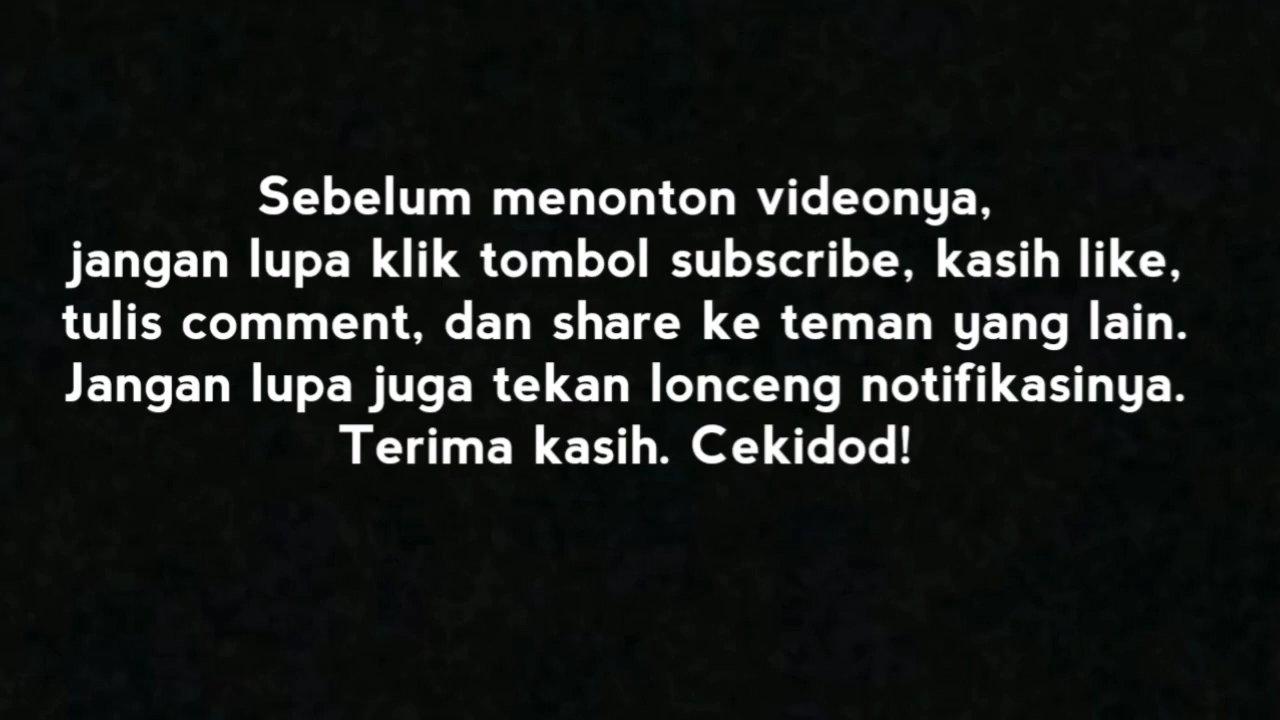 Sebelum menonton videonya,
jangan lupa klik tombol subscribe, kasih like,
tulis comment, dan share ke teman yang lain.
Jangan lupa juga tekan lonceng notifikasinya.
Terima kasih. Cekidod!